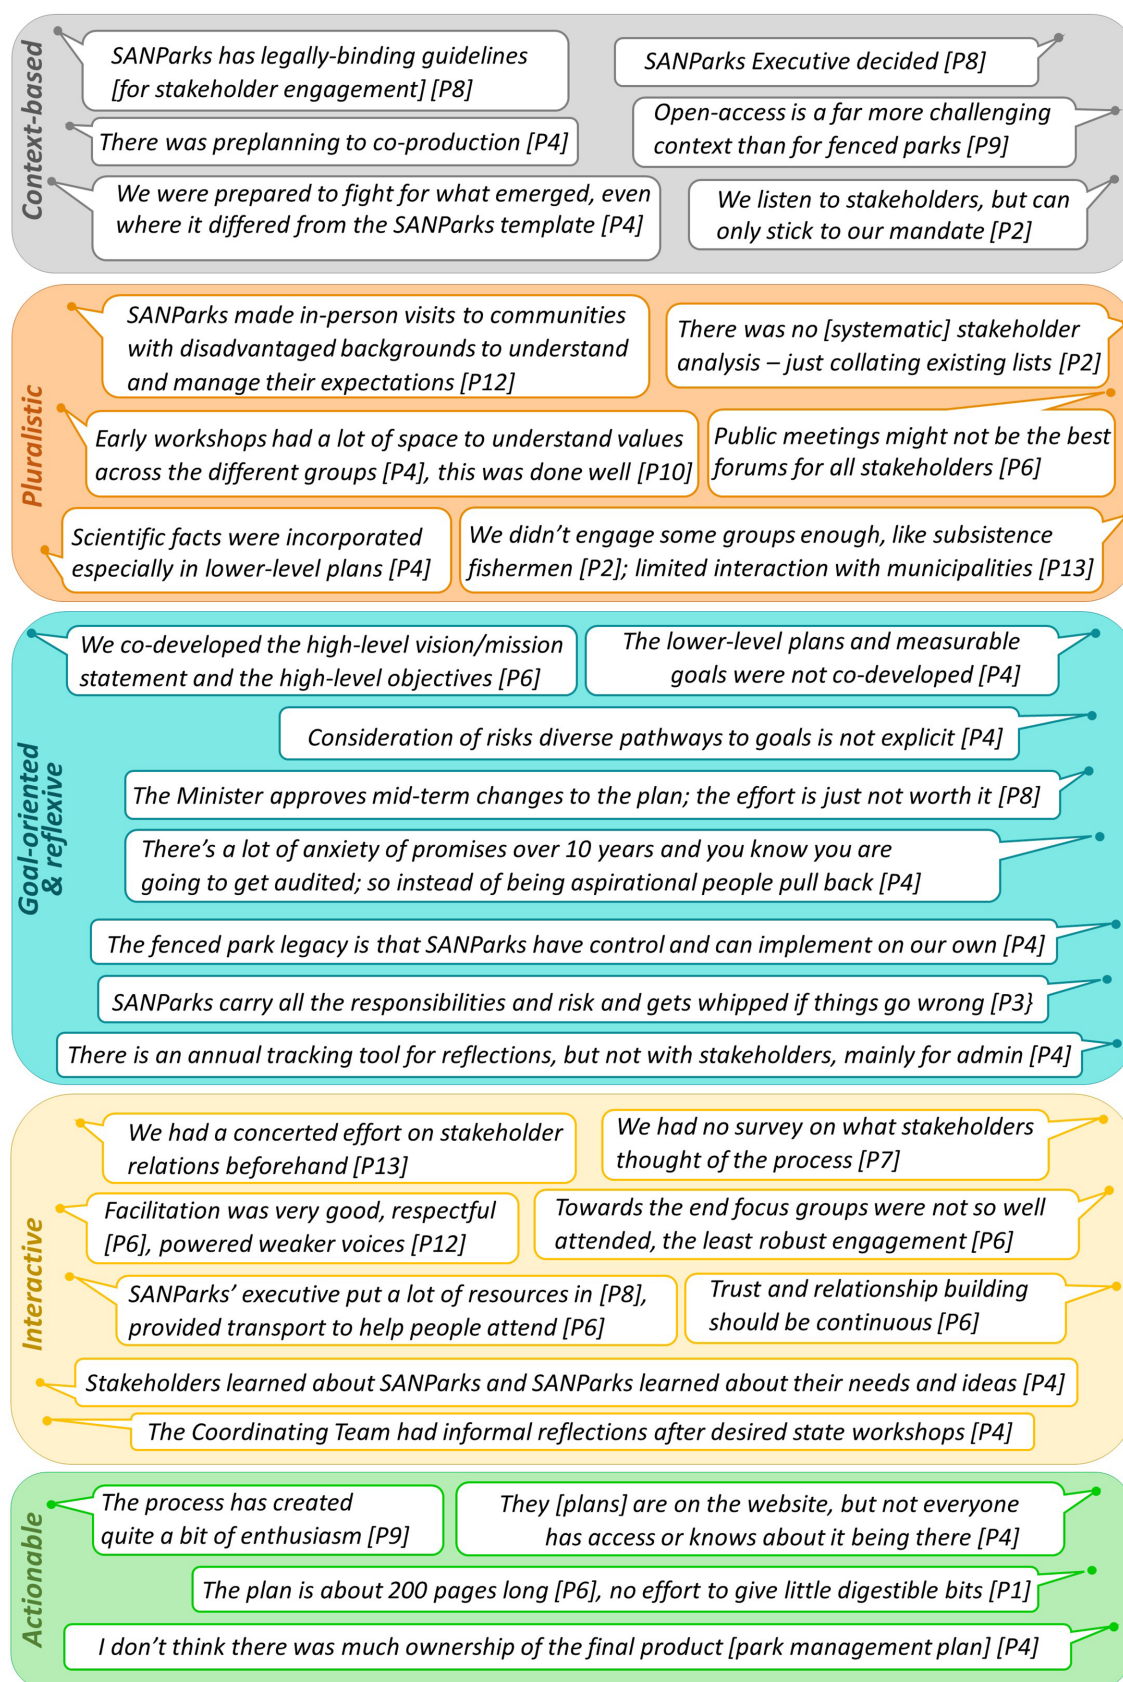 Context-based
SANParks has legally-binding guidelines
[for stakeholder engagement] [P8]
SANParks Executive decided [P8]
There was preplanning to co-production [P4]
Open-access is a far more challenging
context than for fenced parks [P9]
We were prepared to fight for what emerged, even
where it differed from the SANParks template [P4]
We listen to stakeholders, but can
only stick to our mandate [P2]
Pluralistic
SANParks made in-person visits to communities
with disadvantaged backgrounds to understand
and manage their expectations [P12]
There was no [systematic] stakeholder
analysis – just collating existing lists [P2]
Early workshops had a lot of space to understand values
across the different groups [P4], this was done well [P10]
Public meetings might not be the best
forums for all stakeholders [P6]
Scientific facts were incorporated
especially in lower-level plans [P4]
We didn’t engage some groups enough, like subsistence
fishermen [P2]; limited interaction with municipalities [P13]
Goal-oriented
& reflexive
We co-developed the high-level vision/mission
statement and the high-level objectives [P6]
The lower-level plans and measurable
goals were not co-developed [P4]
Consideration of risks diverse pathways to goals is not explicit [P4]
The Minister approves mid-term changes to the plan; the effort is just not worth it [P8]
There’s a lot of anxiety of promises over 10 years and you know you are
going to get audited; so instead of being aspirational people pull back [P4]
The fenced park legacy is that SANParks have control and can implement on our own [P4]
SANParks carry all the responsibilities and risk and gets whipped if things go wrong [P3}
There is an annual tracking tool for reflections, but not with stakeholders, mainly for admin [P4]
Interactive
We had a concerted effort on stakeholder
relations beforehand [P13]
We had no survey on what stakeholders
thought of the process [P7]
Facilitation was very good, respectful
[P6], powered weaker voices [P12]
Towards the end focus groups were not so well
attended, the least robust engagement [P6]
SANParks’ executive put a lot of resources in [P8],
provided transport to help people attend [P6]
Trust and relationship building
should be continuous [P6]
Stakeholders learned about SANParks and SANParks learned about their needs and ideas [P4]
The Coordinating Team had informal reflections after desired state workshops [P4]
Actionable
The process has created
quite a bit of enthusiasm [P9]
They [plans] are on the website, but not everyone
has access or knows about it being there [P4]
The plan is about 200 pages long [P6], no effort to give little digestible bits [P1]
I don’t think there was much ownership of the final product [park management plan] [P4]